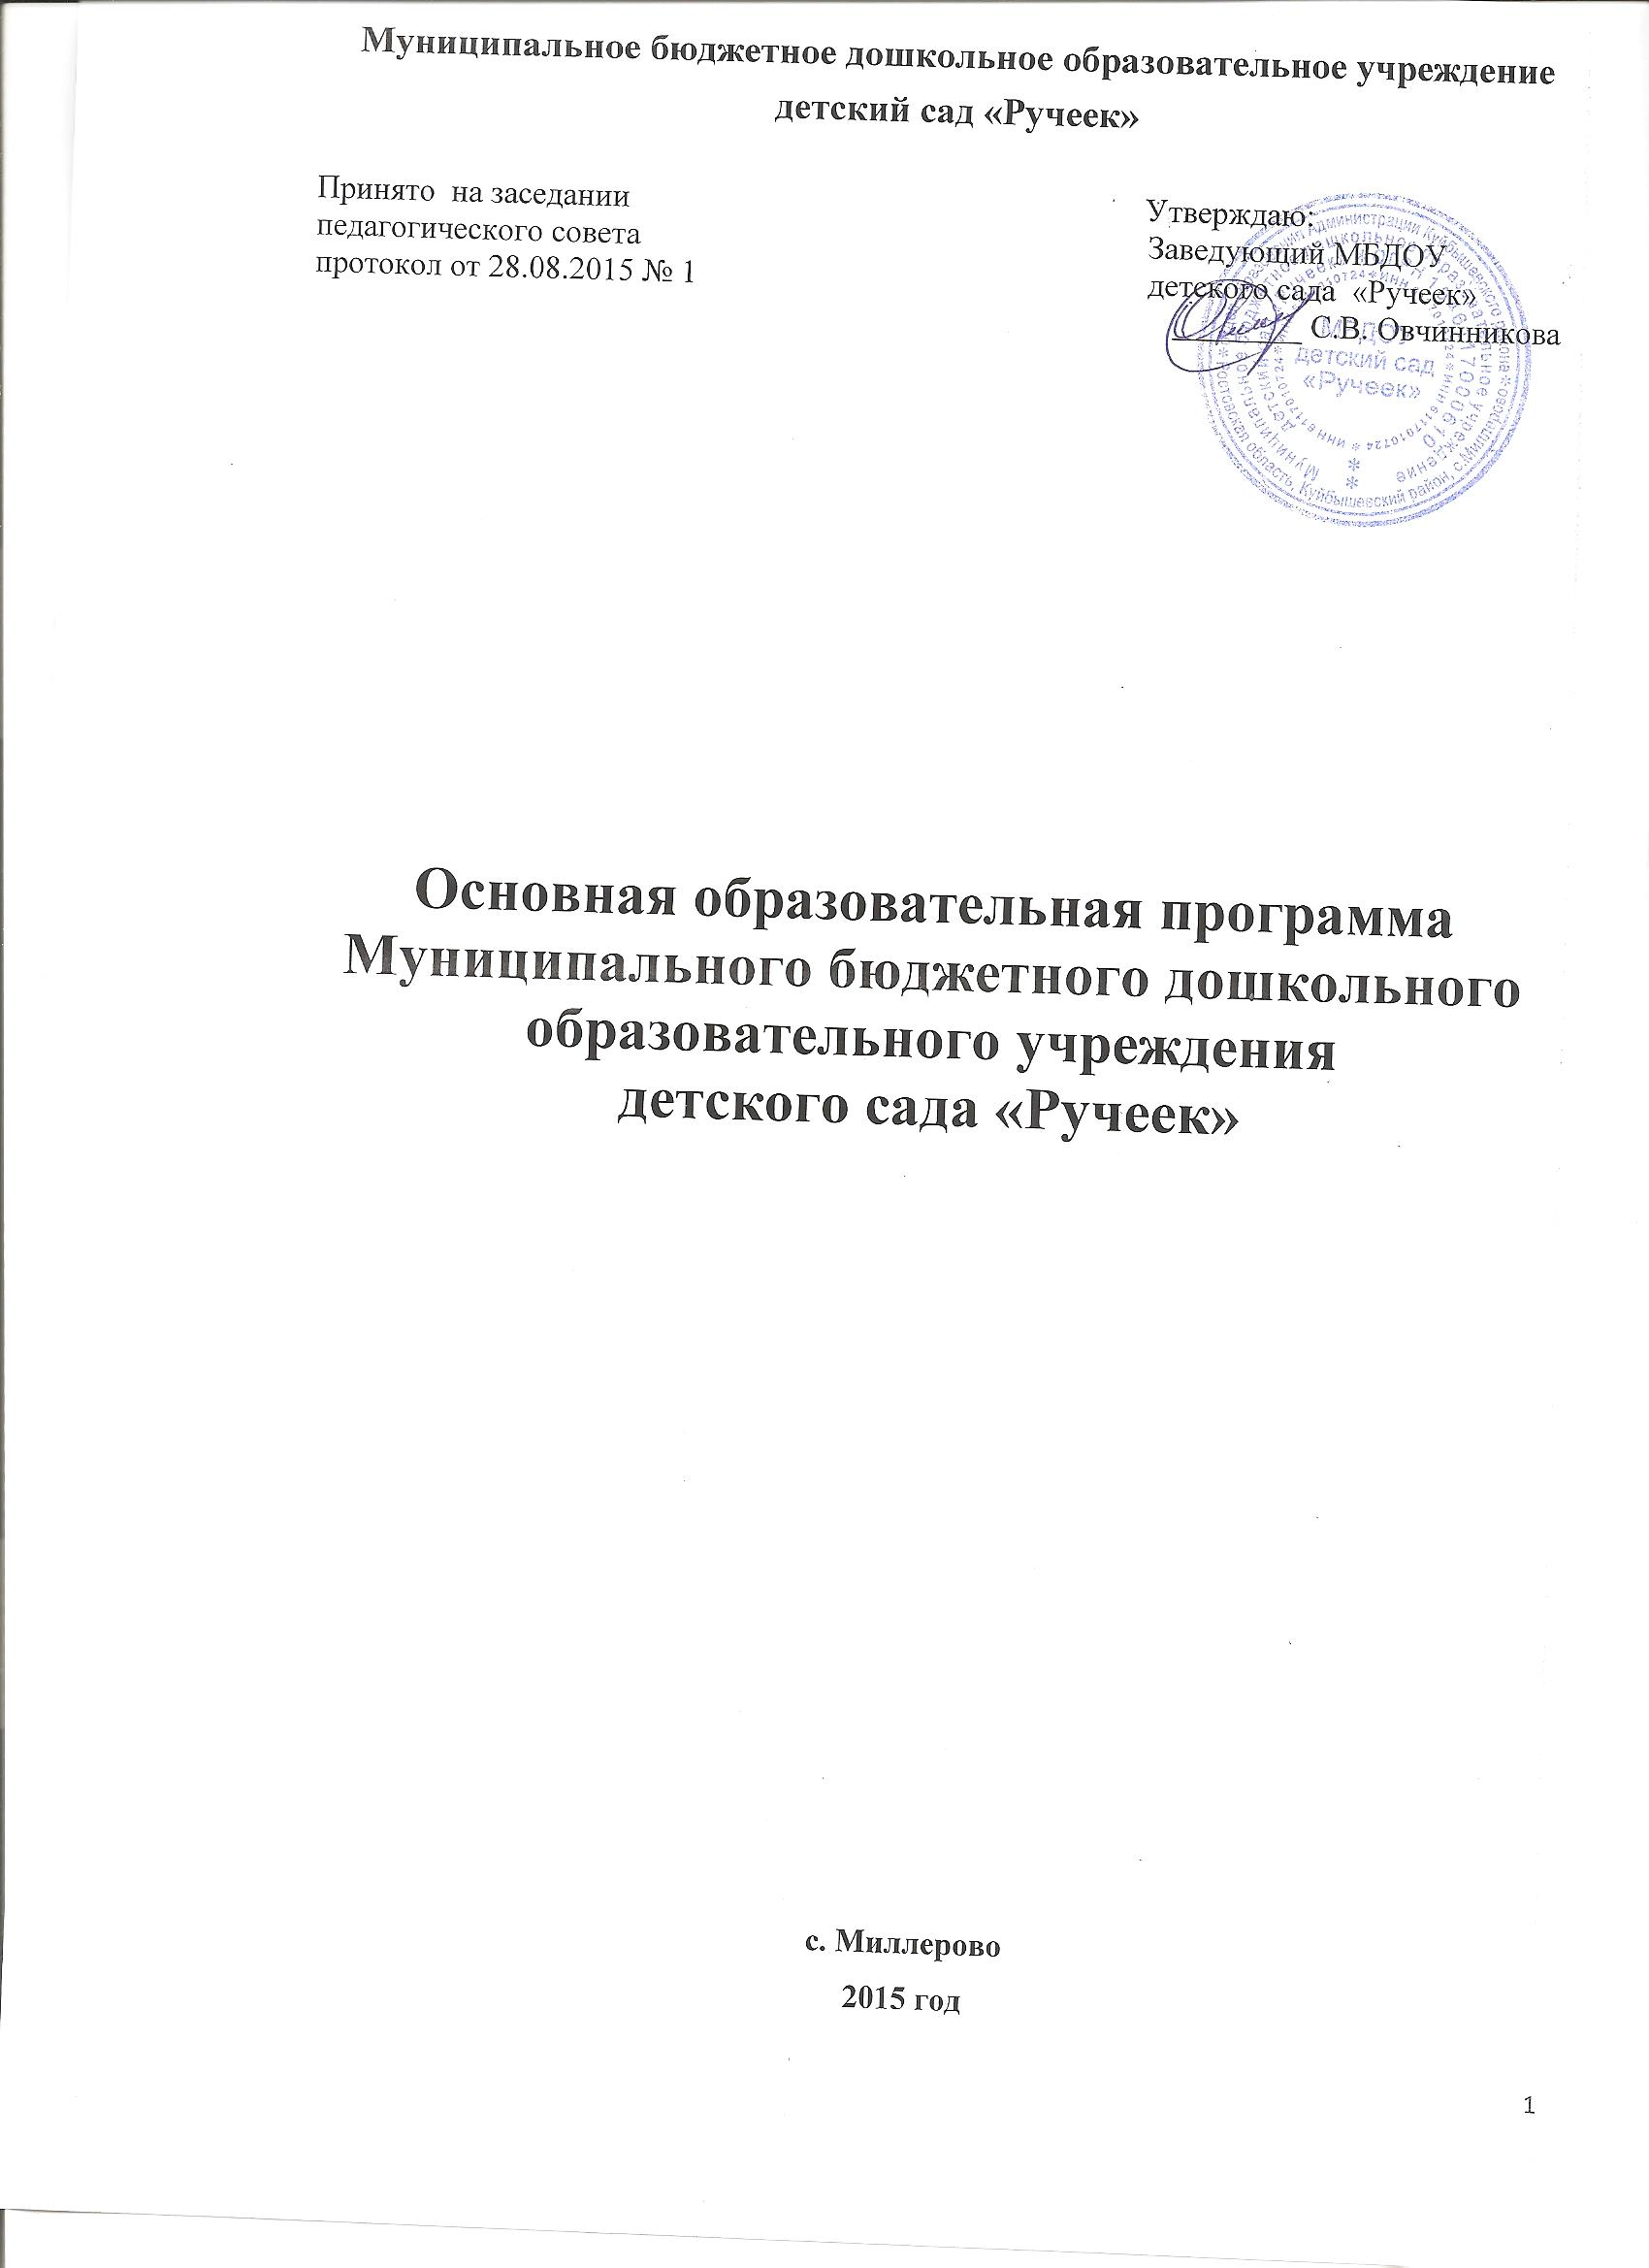 Муниципальное бюджетное дошкольное образовательное учреждение
детский сад «Ручеек»
Принято на заседании
педагогического совета
протокол от 28.08.2015 № 1
Утверждаю:
Заведующий МБДОУ
детского сада «Ручеек»
С.В. Овчинникова
МБДОУ
детский сад
«Ручеек»
Основная образовательная программа
Муниципального бюджетного дошкольного
образовательного учреждения
детского сада «Ручеек»
с. Миллерово
2015 год
1